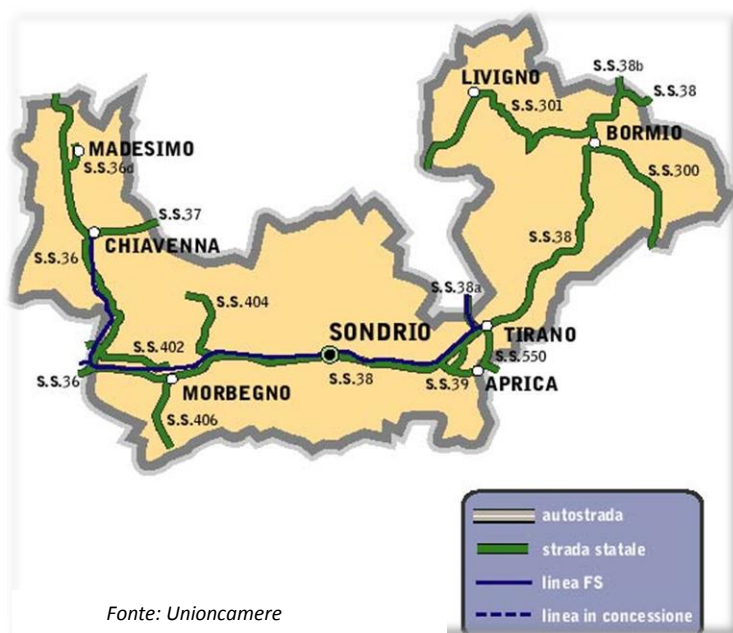 S.S.38b
LIVIGNO
S.S.38
S.S.301
BORMIO
MADESIMO
S.S.36d
S.S.300
S.S.37
CHIAVENNA
S.S.36
S.S.38
S.S.38a
S.S.404
SONDRIO
TIRANO
S.S.402
S.S.550
S.S.36
S.S.38
S.S.39
APRICA
MORBEGNO
S.S.406
autostrada
strada statale
linea FS
linea in concessione
Fonte: Unioncamere